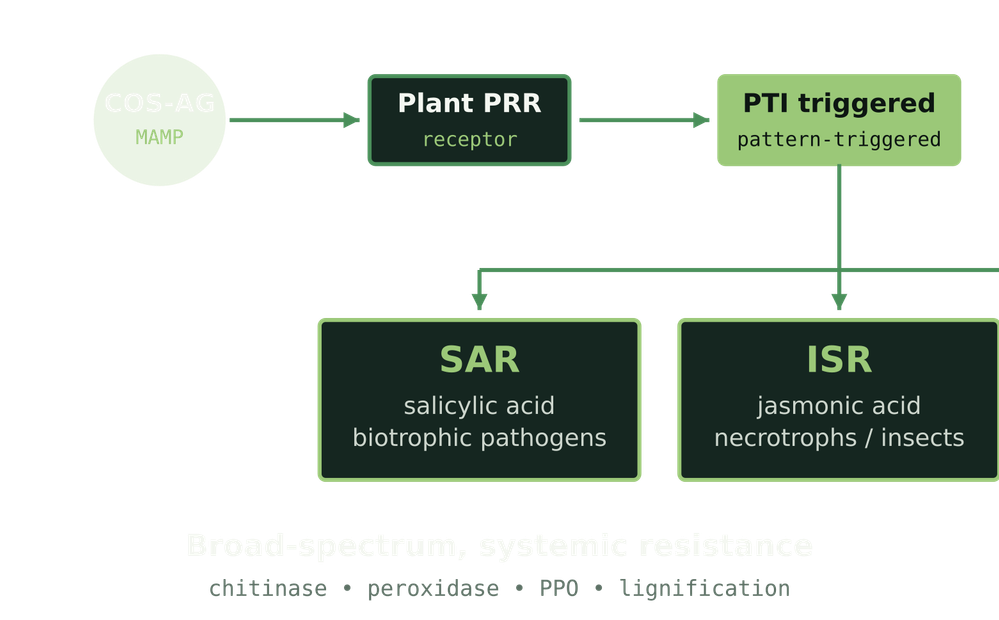 COS-AG
MAMP
Plant PRR
receptor
PTI triggered
pattern-triggered
SAR
salicylic acid
biotrophic pathogens
ISR
jasmonic acid
necrotrophs / insects
Broad-spectrum, systemic resistance
chitinase • peroxidase • PPO • lignification